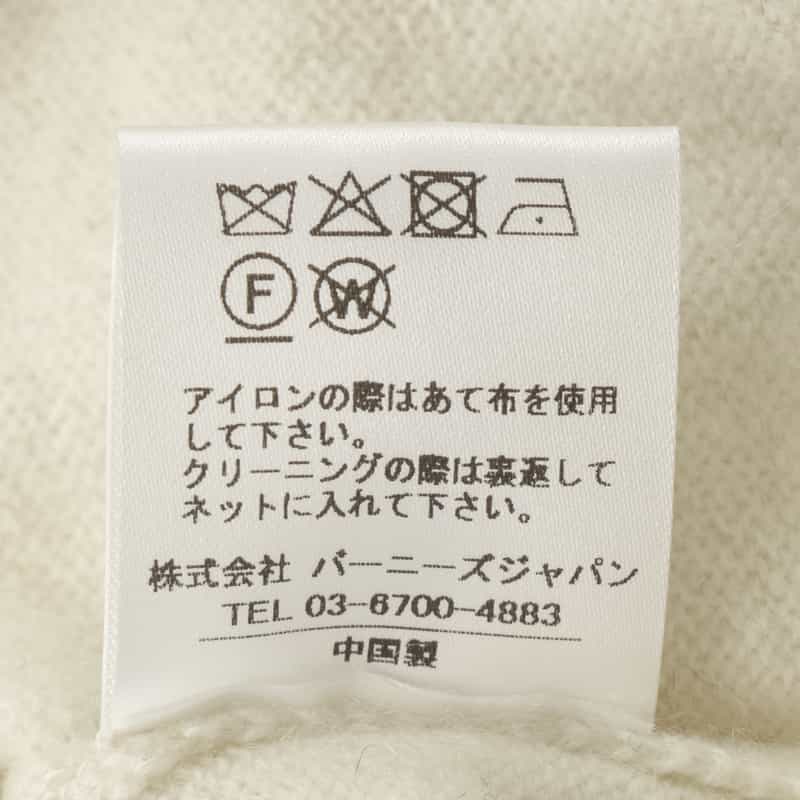 F W
アイロンの際はあて布を使用
して下さい。
クリーニングの際は裏返して
ネットに入れて下さい。
株式会社 バーニーズジャパン
TEL 03-6700-4883
中国製